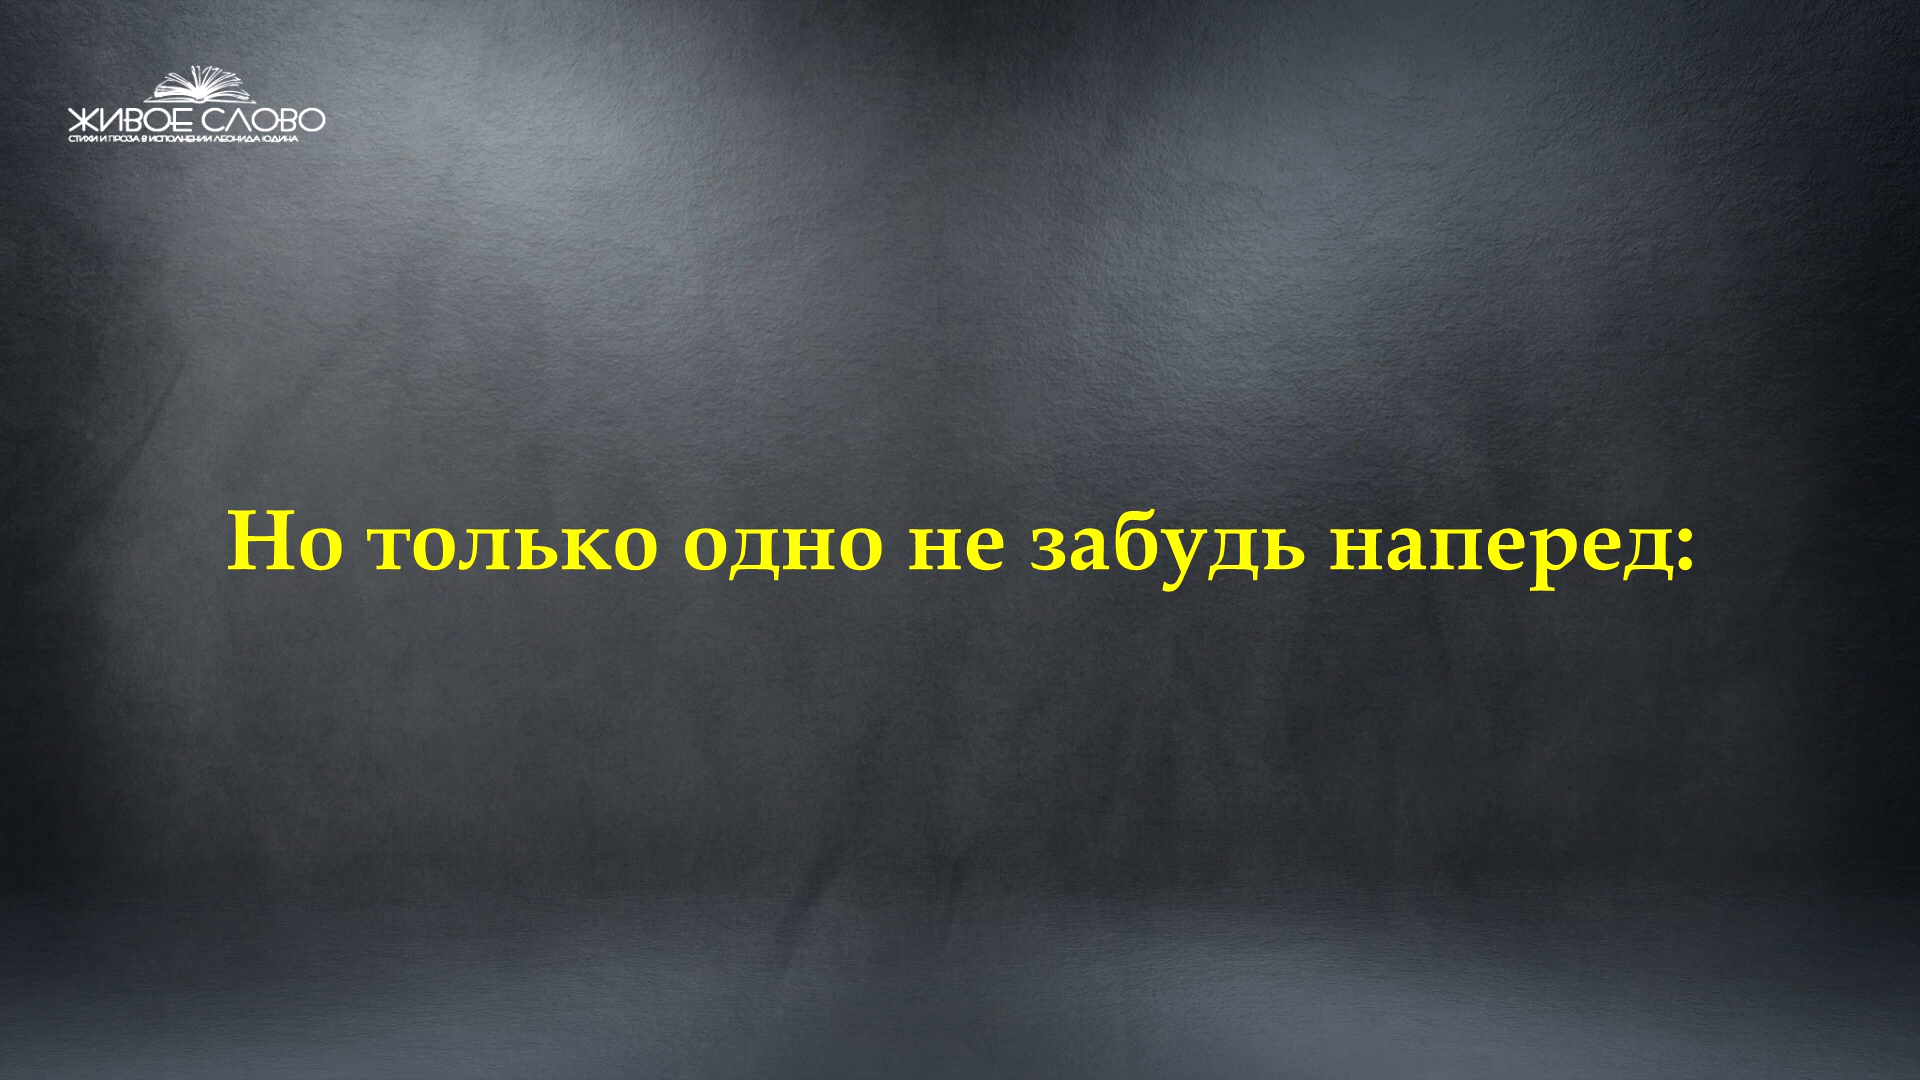 ЖИВОЕ СЛОВО
СТИХИ И ПРОЗА В ИСПОЛНЕНИИ ЛЕОНИДА ЮДИНА
Но только одно не забудь наперед: